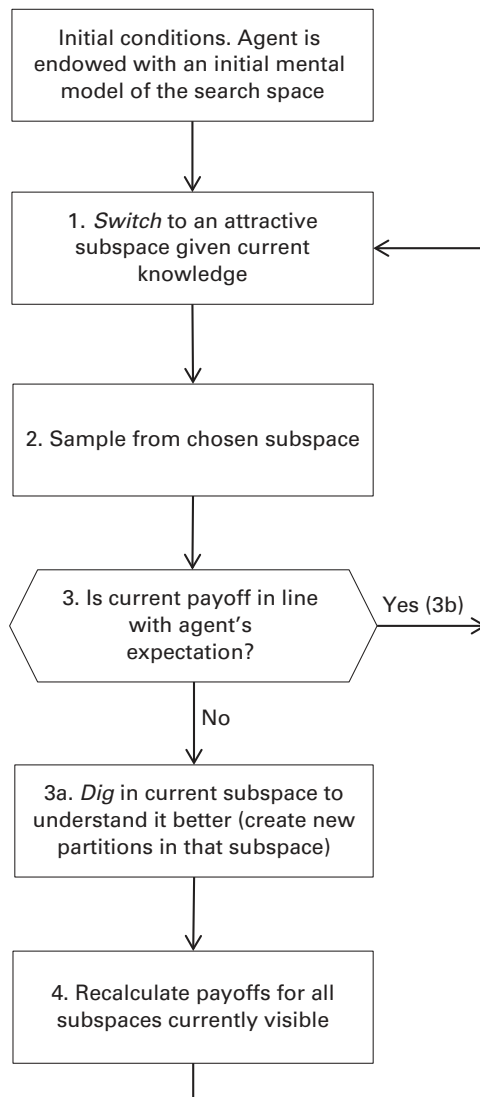 Initial conditions. Agent is
endowed with an initial mental
model of the search space
1. Switch to an attractive
subspace given current
knowledge
2. Sample from chosen subspace
3. Is current payoff in line
with agent’s
expectation?
Yes (3b)
No
3a. Dig in current subspace to
understand it better (create new
partitions in that subspace)
4. Recalculate payoffs for all
subspaces currently visible